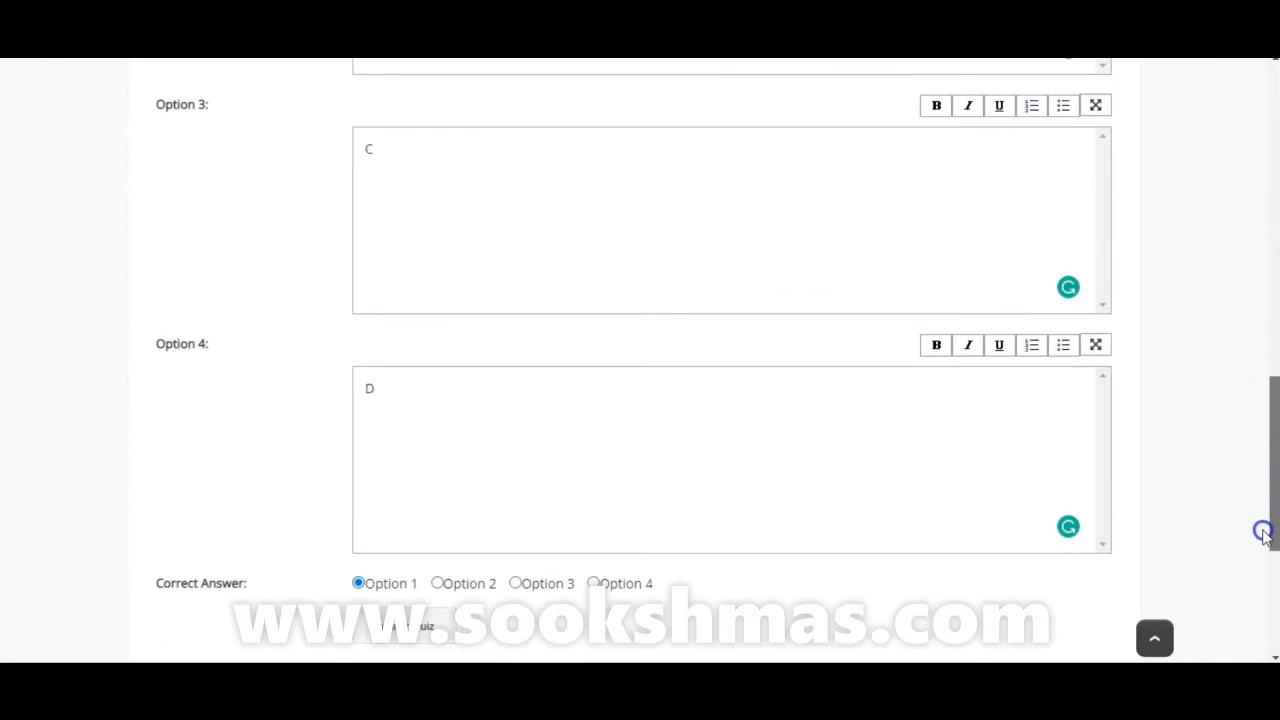 Option 3:
B I U
C
Option 4:
B I U
D
Correct Answer:
Option 1 Option 2 Option 3 Option 4
www.sookshmas.com